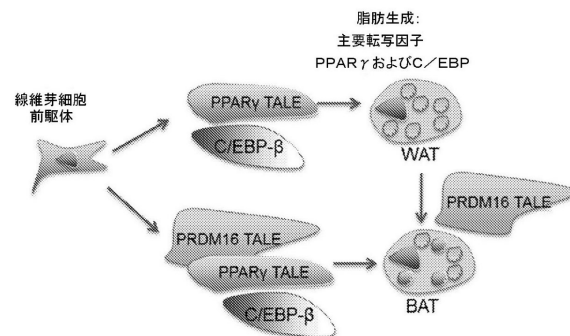 脂肪生成:
主要転写因子
PPARγおよびC/EBP
線維芽細胞
前駆体
PPARγ TALE
C/EBP-β
WAT
PRDM16 TALE
PRDM16 TALE
PPARγ TALE
C/EBP-β
BAT